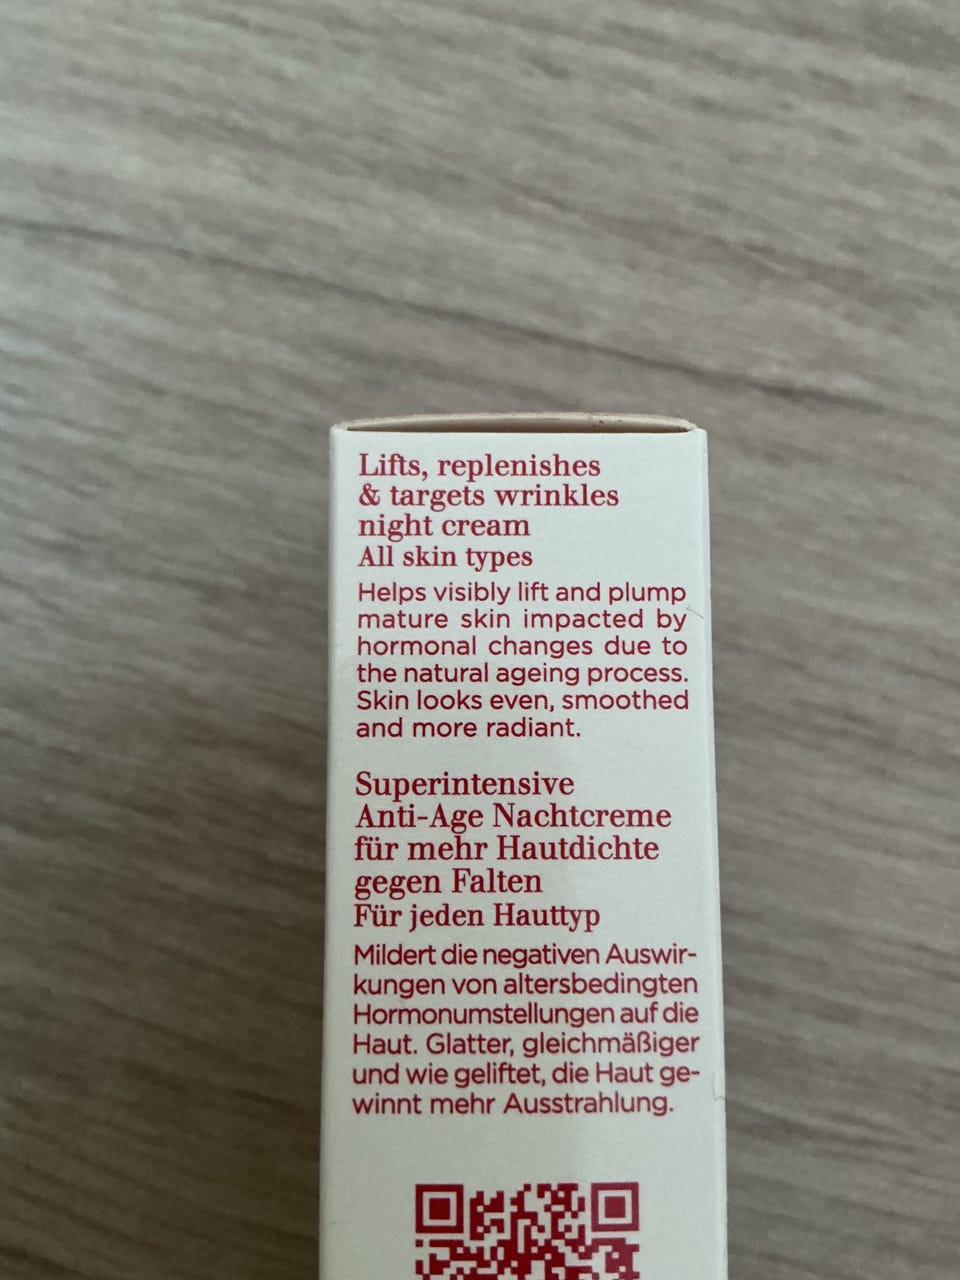 Lifts, replenishes
& targets wrinkles
night cream
All skin types
Helps visibly lift and plump
mature skin impacted by
hormonal changes due to
the natural ageing process.
Skin looks even, smoothed
and more radiant.
Superintensive
Anti-Age Nachtcreme
für mehr Hautdichte
gegen Falten
Für jeden Hauttyp
Mildert die negativen Auswir-
kungen von altersbedingten
Hormonumstellungen auf die
Haut. Glatter, gleichmäßiger
und wie geliftet, die Haut ge-
winnt mehr Ausstrahlung.